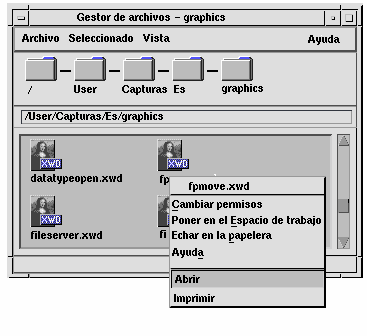 Gestor de archivos - graphics
Archivo Seleccionado Vista Ayuda
/ User Capturas Es graphics
/User/Capturas/Es/graphics
XWD XWD
datatypeopen.xwd fp
fpmove.xwd
Cambiar permisos
XWD
Poner en el Espacio de trabajo
Echar en la papelera
fileserver.xwd fi
Ayuda
Abrir
Imprimir